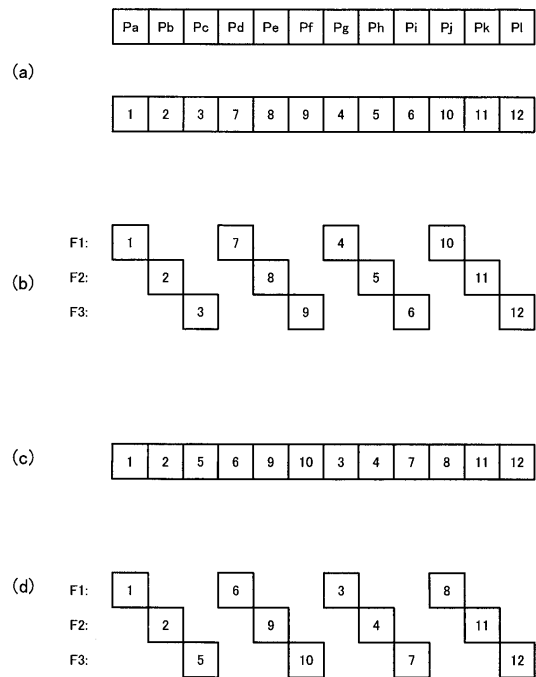 Pa Pb Pc Pd Pe Pf Pg Ph Pi Pj Pk Pl
(a)
1 2 3 7 8 9 4 5 6 10 11 12
F1: 1 7 4 10
(b)
F2: 2 8 5 11
F3: 3 9 6 12
(c) 1 2 5 6 9 10 3 4 7 8 11 12
(d)
F1: 1 6 3 8
F2: 2 9 4 11
F3: 5 10 7 12